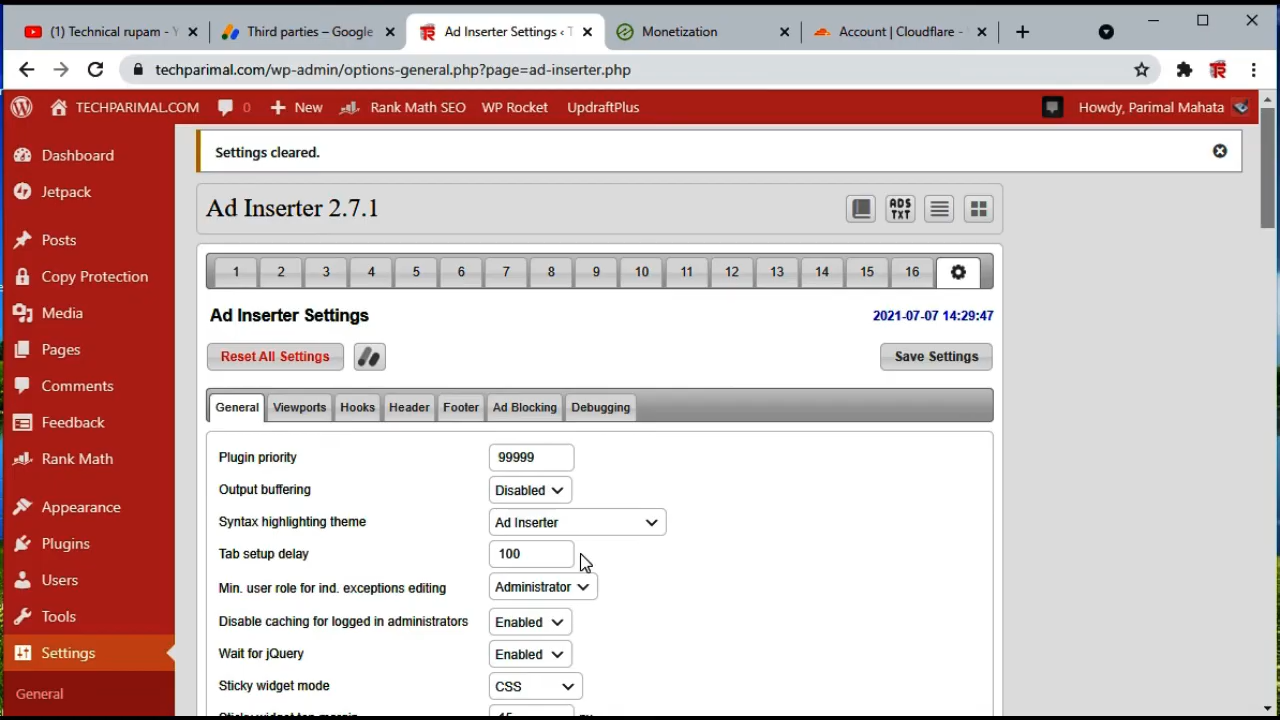 (1) Technical rupam - Y
Third parties – Google
Ad Inserter Settings ‹ T
Monetization
Account | Cloudflare -
techparimal.com/wp-admin/options-general.php?page=ad-inserter.php
TECHPARIMAL.COM
0
New
Rank Math SEO
WP Rocket
UpdraftPlus
Howdy, Parimal Mahata
Dashboard
Jetpack
Posts
Copy Protection
Media
Pages
Comments
Feedback
Rank Math
Appearance
Plugins
Users
Tools
Settings
General
Settings cleared.
Ad Inserter 2.7.1
ADS
TXT
1 2 3 4 5 6 7 8 9 10 11 12 13 14 15 16
Ad Inserter Settings
2021-07-07 14:29:47
Reset All Settings
Save Settings
General Viewports Hooks Header Footer Ad Blocking Debugging
Plugin priority 99999
Output buffering Disabled
Syntax highlighting theme Ad Inserter
Tab setup delay 100
Min. user role for ind. exceptions editing Administrator
Disable caching for logged in administrators Enabled
Wait for jQuery Enabled
Sticky widget mode CSS
Sticky widget top margin 15 px